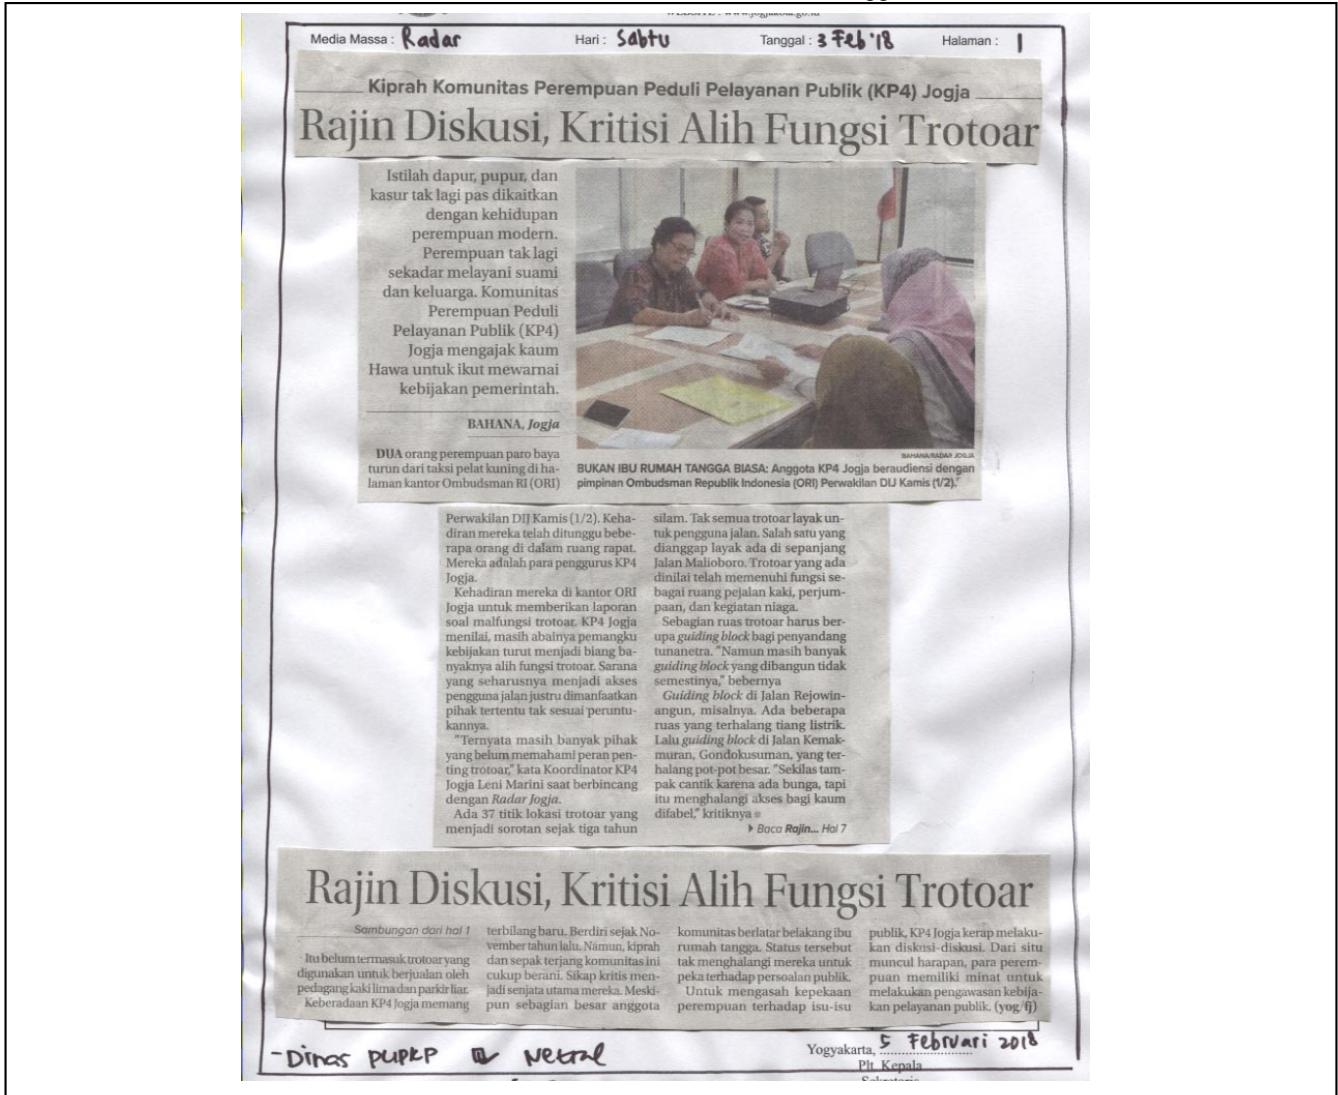 Media Massa : Radar Hari : Sabtu Tanggal : 3 Feb '18 Halaman : 1
Kiprah Komunitas Perempuan Peduli Pelayanan Publik (KP4) Jogja
Rajin Diskusi, Kritisi Alih Fungsi Trotoar
Istilah dapur, pupur, dan
kasur tak lagi pas dikaitkan
dengan kehidupan
perempuan modern.
Perempuan tak lagi
sekadar melayani suami
dan keluarga. Komunitas
Perempuan Peduli
Pelayanan Publik (KP4)
Jogja mengajak kaum
Hawa untuk ikut mewarnai
kebijakan pemerintah.
BAHANA, Jogja
DUA orang perempuan paro baya
turun dari taksi pelat kuning di ha-
laman kantor Ombudsman RI (ORI)
BAHANA/RADAR JOGJA
BUKAN IBU RUMAH TANGGA BIASA: Anggota KP4 Jogja beraudiensi dengan
pimpinan Ombudsman Republik Indonesia (ORI) Perwakilan DIJ Kamis (1/2).
Perwakilan DIJ Kamis (1/2). Keha-
diran mereka telah ditunggu bebe-
rapa orang di dalam ruang rapat.
Mereka adalah para penggurus KP4
Jogja.
Kehadiran mereka di kantor ORI
Jogja untuk memberikan laporan
soal malfungsi trotoar. KP4 Jogja
menilai, masih abainya pemangku
kebijakan turut menjadi biang ba-
nyaknya alih fungsi trotoar. Sarana
yang seharusnya menjadi akses
pengguna jalan justru dimanfaatkan
pihak tertentu tak sesuai peruntu-
kannya.
"Ternyata masih banyak pihak
yang belum memahami peran pen-
ting trotoar," kata Koordinator KP4
Jogja Leni Marini saat berbincang
dengan Radar Jogja.
Ada 37 titik lokasi trotoar yang
menjadi sorotan sejak tiga tahun
silam. Tak semua trotoar layak un-
tuk pengguna jalan. Salah satu yang
dianggap layak ada di sepanjang
Jalan Malioboro. Trotoar yang ada
dinilai telah memenuhi fungsi se-
bagai ruang pejalan kaki, perjum-
paan, dan kegiatan niaga.
Sebagian ruas trotoar harus ber-
upa guiding block bagi penyandang
tunanetra. "Namun masih banyak
guiding block yang dibangun tidak
semestinya," bebernya
Guiding block di Jalan Rejowin-
angun, misalnya. Ada beberapa
ruas yang terhalang tiang listrik.
Lalu guiding block di Jalan Kemak-
muran, Gondokusuman, yang ter-
halang pot-pot besar. "Sekilas tam-
pak cantik karena ada bunga, tapi
itu menghalangi akses bagi kaum
difabel," kritiknya
Baca Rajin... Hal 7
Rajin Diskusi, Kritisi Alih Fungsi Trotoar
Sambungan dari hal 1
Itu belum termasuk trotoar yang
digunakan untuk berjualan oleh
pedagang kaki lima dan parkir liar.
Keberadaan KP4 Jogja memang
terbilang baru. Berdiri sejak No-
vember tahun lalu. Namun, kiprah
dan sepak terjang komunitas ini
cukup berani. Sikap kritis men-
jadi senjata utama mereka. Meski-
pun sebagian besar anggota
komunitas berlatar belakang ibu
rumah tangga. Status tersebut
tak menghalangi mereka untuk
peka terhadap persoalan publik.
Untuk mengasah kepekaan
perempuan terhadap isu-isu
publik, KP4 Jogja kerap melaku-
kan diskusi-diskusi. Dari situ
muncul harapan, para perem-
puan memiliki minat untuk
melakukan pengawasan kebija-
kan pelayanan publik. (yog/fj)
- Dinas PUPKP Netral
Yogyakarta, 5 Februari 2018
Plt. Kepala